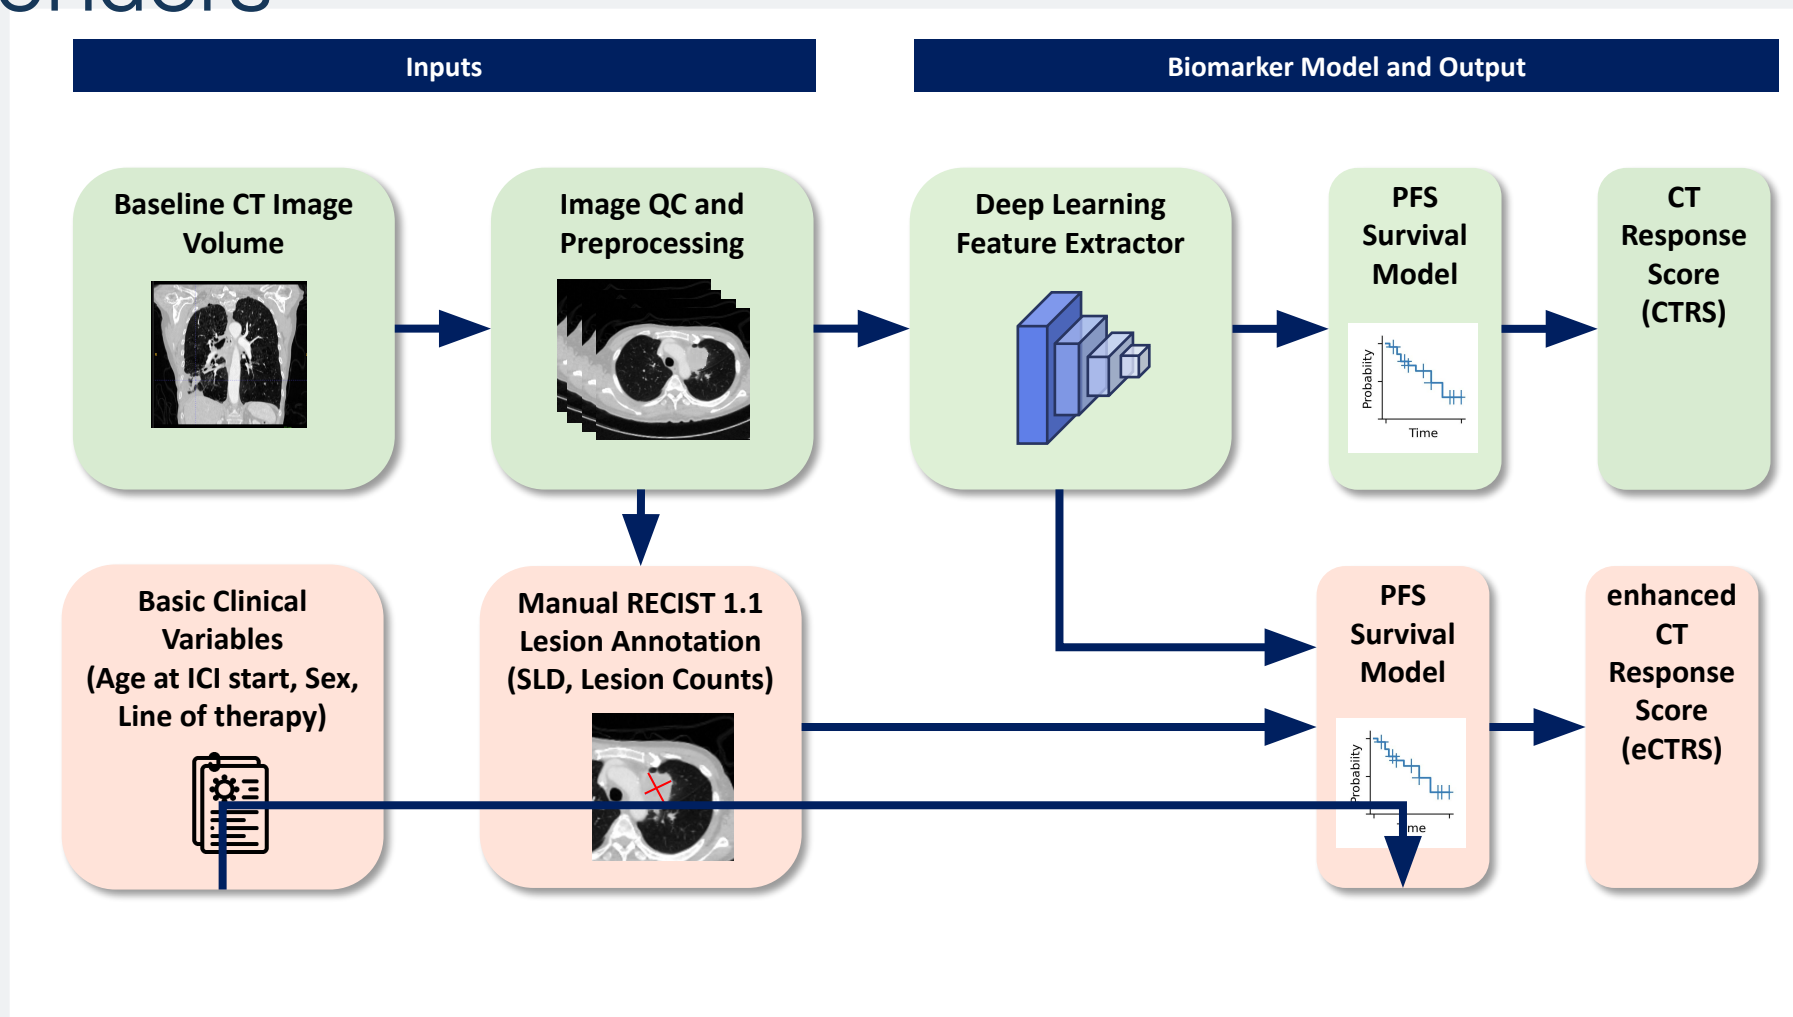 Inputs
Biomarker Model and Output
Baseline CT Image
Volume
Image QC and
Preprocessing
Deep Learning
Feature Extractor
PFS
Survival
Model
Probability
Time
CT
Response
Score
(CTRS)
Basic Clinical
Variables
(Age at ICI start, Sex,
Line of therapy)
Manual RECIST 1.1
Lesion Annotation
(SLD, Lesion Counts)
PFS
Survival
Model
Probability
enhanced
CT
Response
Score
(eCTRS)